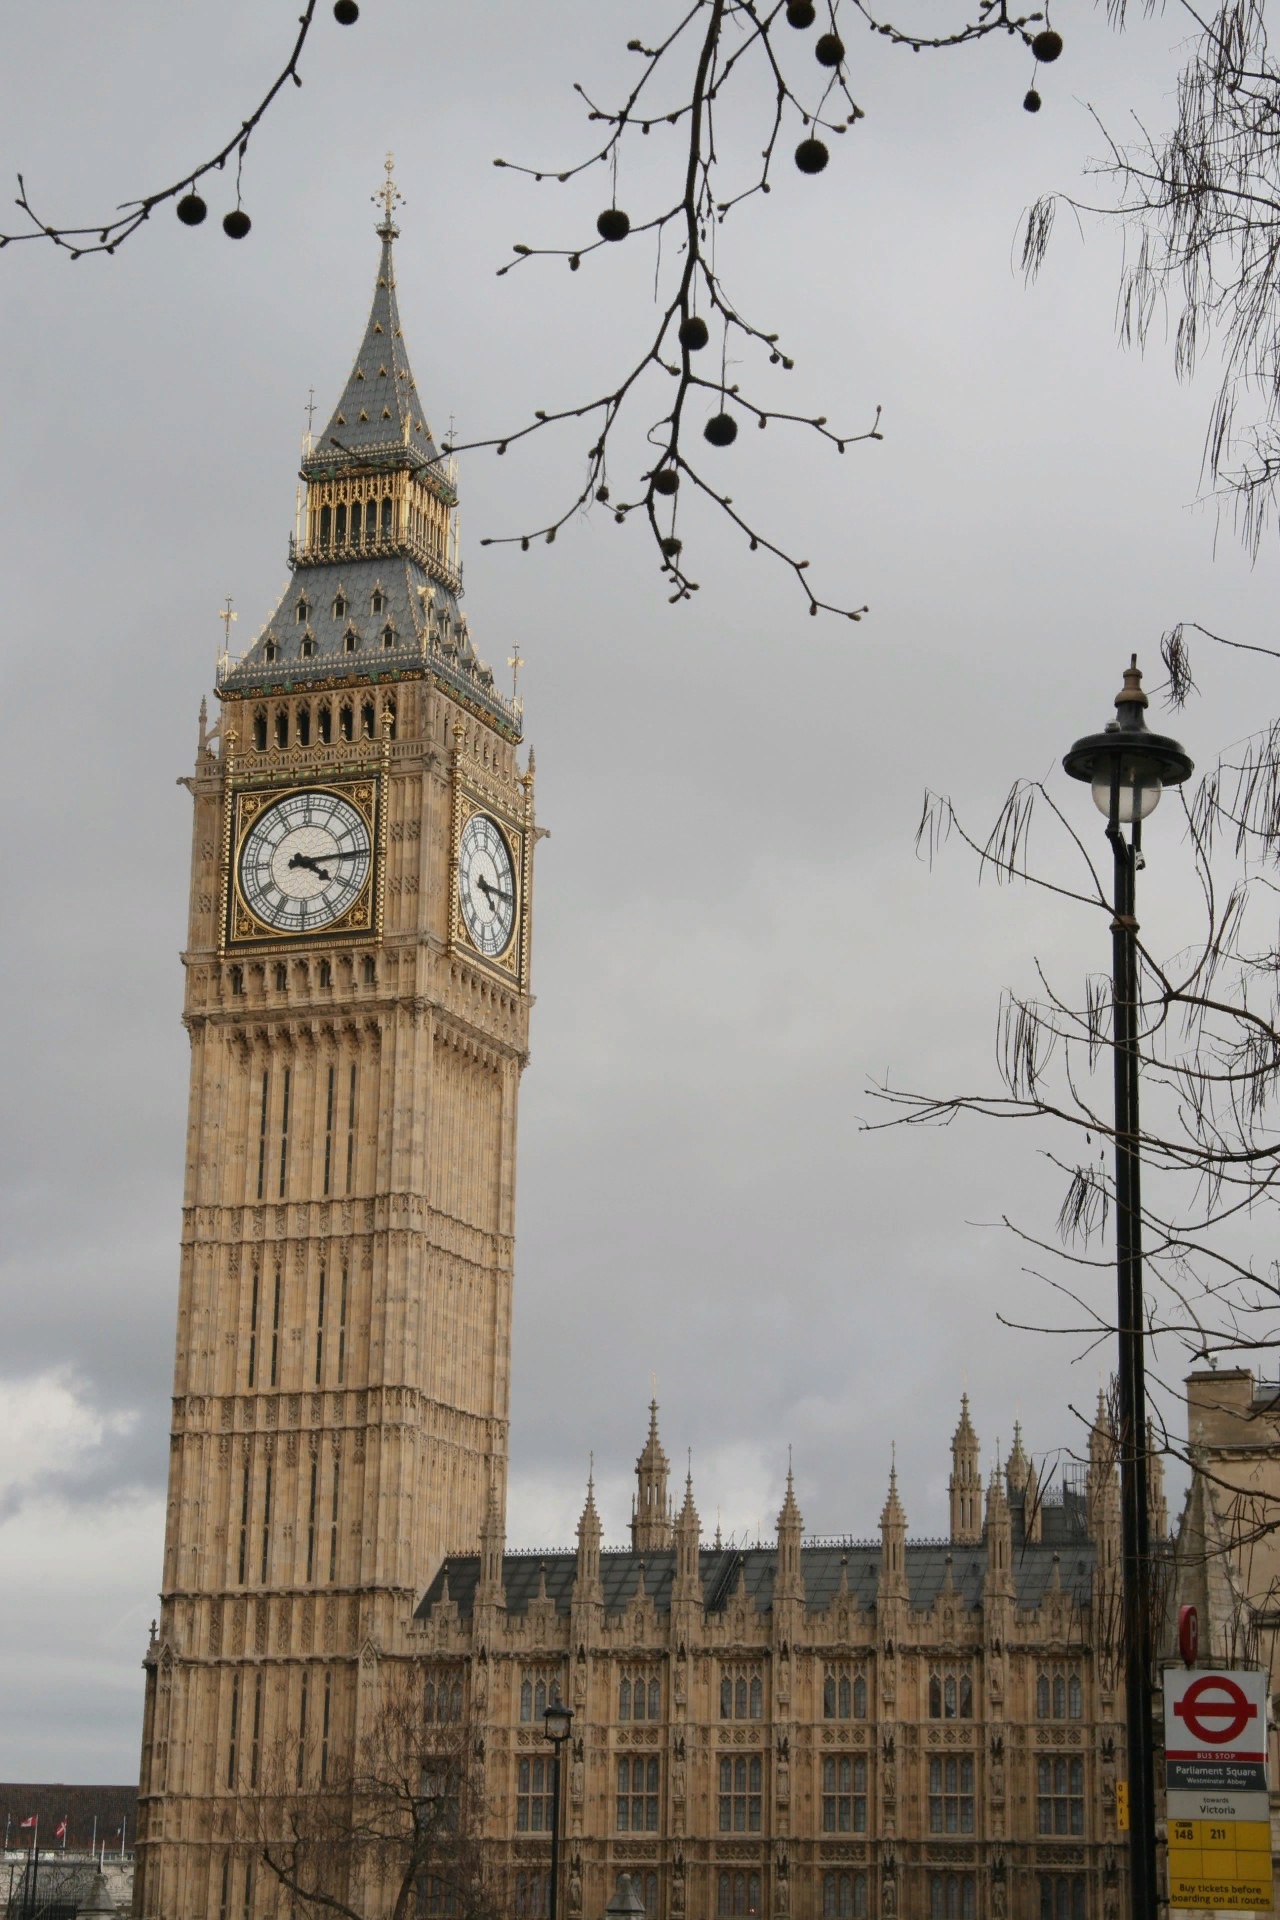 BUS STOP
Parliament Square
Westminster Abbey
towards
Victoria
148 211
Buy tickets before
boarding on all routes